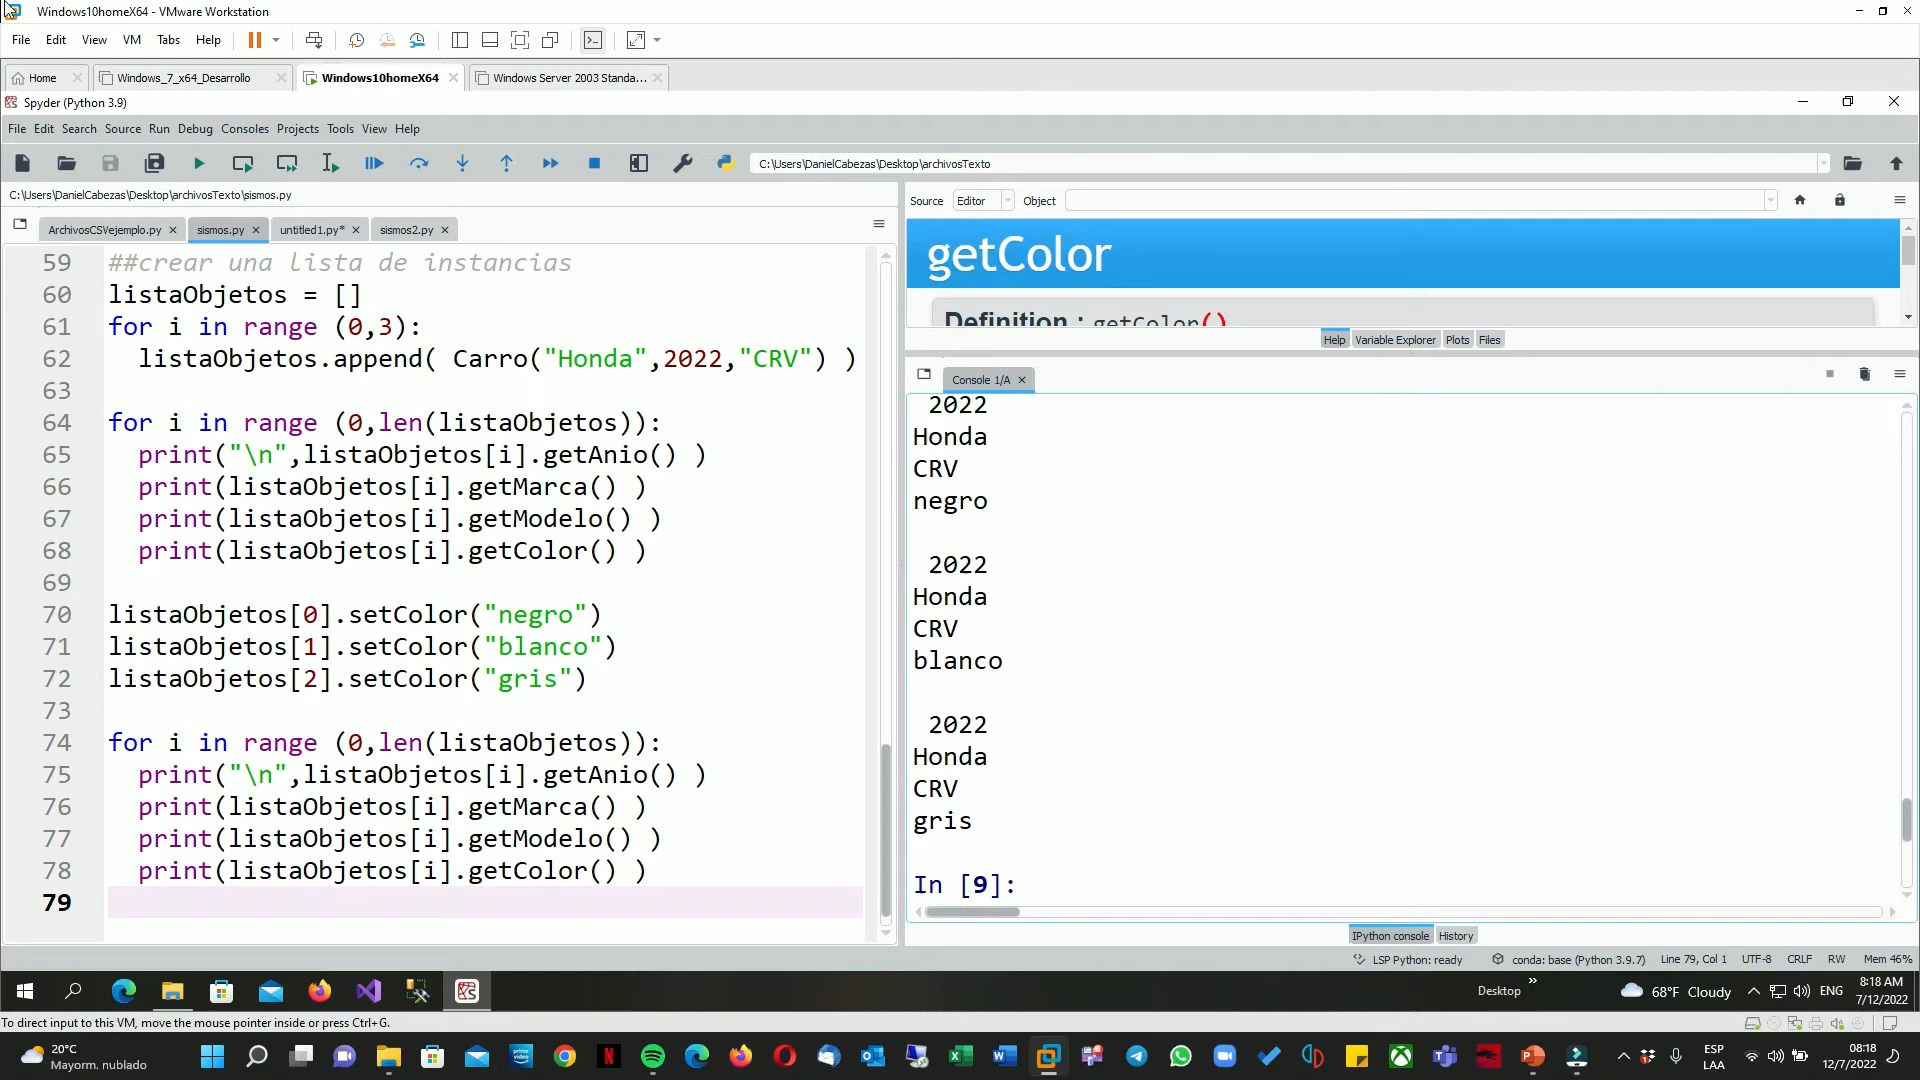 Windows10homeX64 - VMware Workstation
File Edit View VM Tabs Help
Home Windows_7_x64_Desarrollo Windows10homeX64 Windows Server 2003 Standa...
Spyder (Python 3.9)
File Edit Search Source Run Debug Consoles Projects Tools View Help
C:\Users\DanielCabezas\Desktop\archivosTexto
C:\Users\DanielCabezas\Desktop\archivosTexto\sismos.py
ArchivosCSVejemplo.py sismos.py untitled1.py* sismos2.py
59 ##crear una lista de instancias
60 listaObjetos = []
61 for i in range (0,3):
62 listaObjetos.append( Carro("Honda",2022,"CRV") )
63
64 for i in range (0,len(listaObjetos)):
65 print("\n",listaObjetos[i].getAnio() )
66 print(listaObjetos[i].getMarca() )
67 print(listaObjetos[i].getModelo() )
68 print(listaObjetos[i].getColor() )
69
70 listaObjetos[0].setColor("negro")
71 listaObjetos[1].setColor("blanco")
72 listaObjetos[2].setColor("gris")
73
74 for i in range (0,len(listaObjetos)):
75 print("\n",listaObjetos[i].getAnio() )
76 print(listaObjetos[i].getMarca() )
77 print(listaObjetos[i].getModelo() )
78 print(listaObjetos[i].getColor() )
79
Source Editor Object
getColor
Definition : getColor()
Help Variable Explorer Plots Files
Console 1/A
2022
Honda
CRV
negro
2022
Honda
CRV
blanco
2022
Honda
CRV
gris
In [9]:
IPython console History
LSP Python: ready conda: base (Python 3.9.7) Line 79, Col 1 UTF-8 CRLF RW Mem 46%
Desktop 68°F Cloudy ENG 8:18 AM
7/12/2022
To direct input to this VM, move the mouse pointer inside or press Ctrl+G.
20°C
Mayorm. nublado
ESP
LAA
08:18
12/7/2022